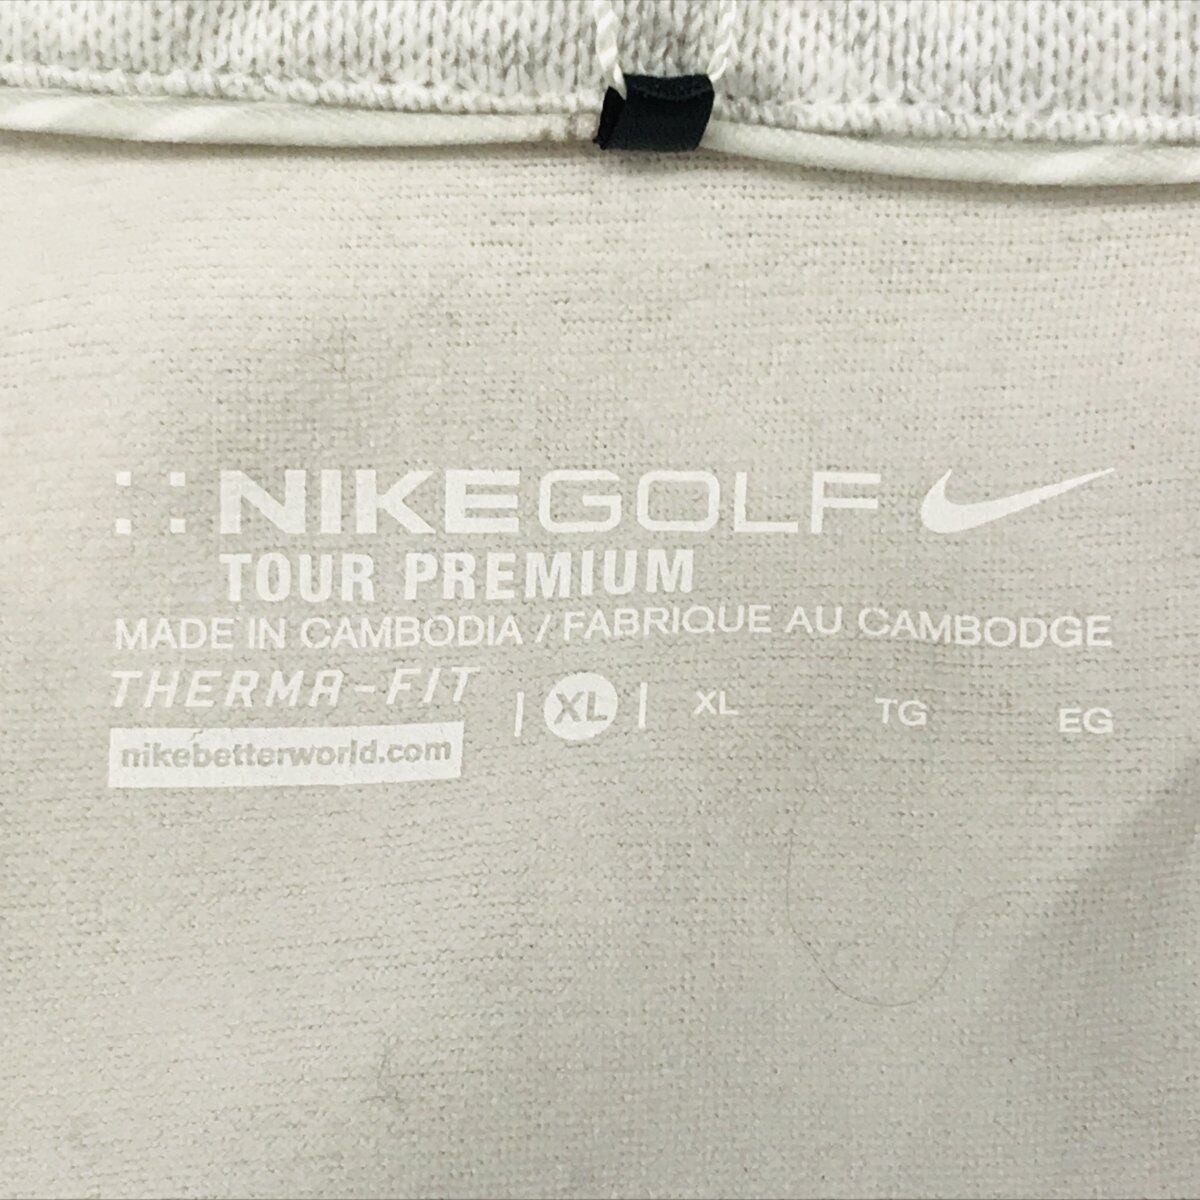 NIKEGOLF
TOUR PREMIUM
MADE IN CAMBODIA / FABRIQUE AU CAMBODGE
THERMA-FIT | XL | XL TG EG
nikebetterworld.com